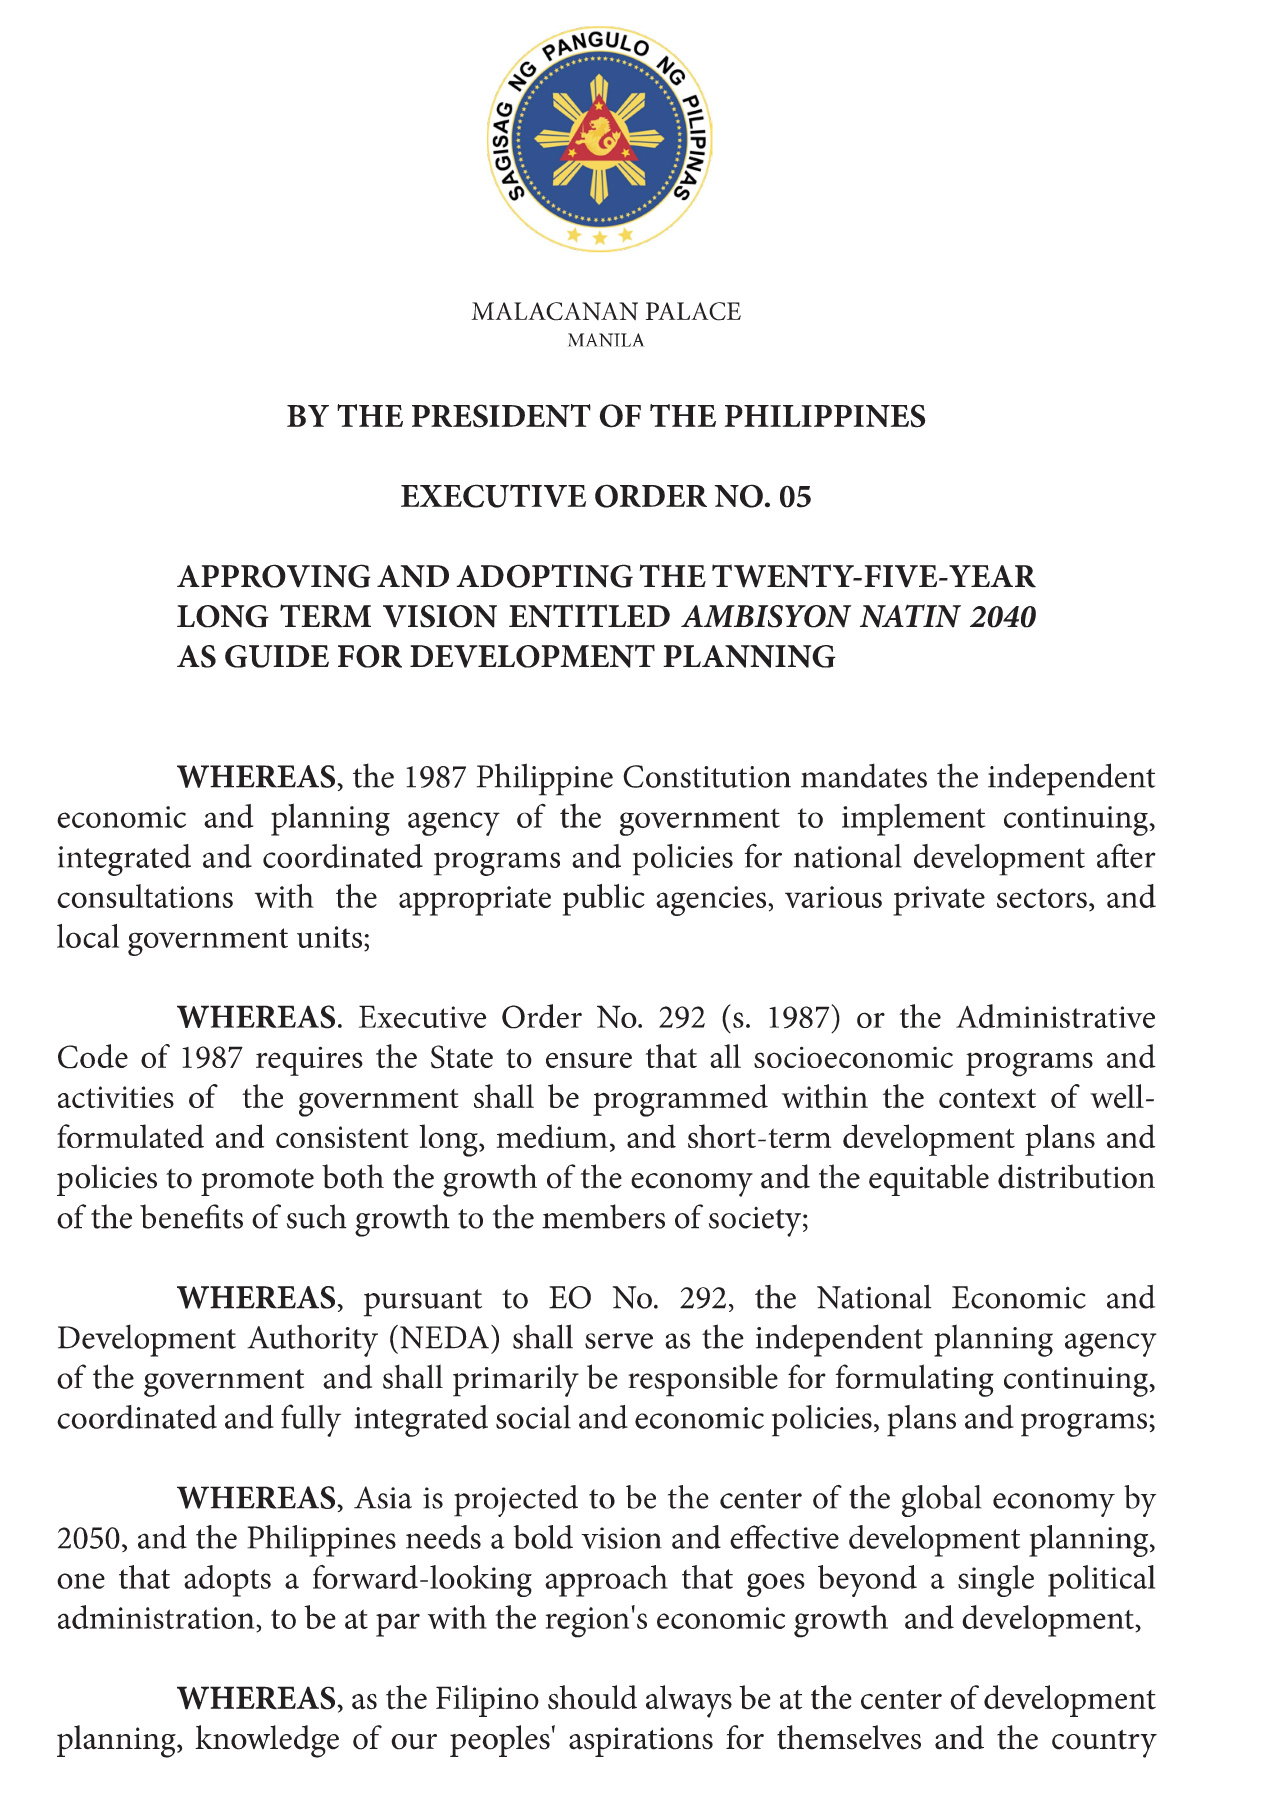 SAGISAG NG PANGULO NG PILIPINAS
MALACANAN PALACE
MANILA
BY THE PRESIDENT OF THE PHILIPPINES
EXECUTIVE ORDER NO. 05
APPROVING AND ADOPTING THE TWENTY-FIVE-YEAR
LONG TERM VISION ENTITLED AMBISYON NATIN 2040
AS GUIDE FOR DEVELOPMENT PLANNING
WHEREAS, the 1987 Philippine Constitution mandates the independent
economic and planning agency of the government to implement continuing,
integrated and coordinated programs and policies for national development after
consultations with the appropriate public agencies, various private sectors, and
local government units;
WHEREAS. Executive Order No. 292 (s. 1987) or the Administrative
Code of 1987 requires the State to ensure that all socioeconomic programs and
activities of the government shall be programmed within the context of well-
formulated and consistent long, medium, and short-term development plans and
policies to promote both the growth of the economy and the equitable distribution
of the benefits of such growth to the members of society;
WHEREAS, pursuant to EO No. 292, the National Economic and
Development Authority (NEDA) shall serve as the independent planning agency
of the government and shall primarily be responsible for formulating continuing,
coordinated and fully integrated social and economic policies, plans and programs;
WHEREAS, Asia is projected to be the center of the global economy by
2050, and the Philippines needs a bold vision and effective development planning,
one that adopts a forward-looking approach that goes beyond a single political
administration, to be at par with the region's economic growth and development,
WHEREAS, as the Filipino should always be at the center of development
planning, knowledge of our peoples' aspirations for themselves and the country